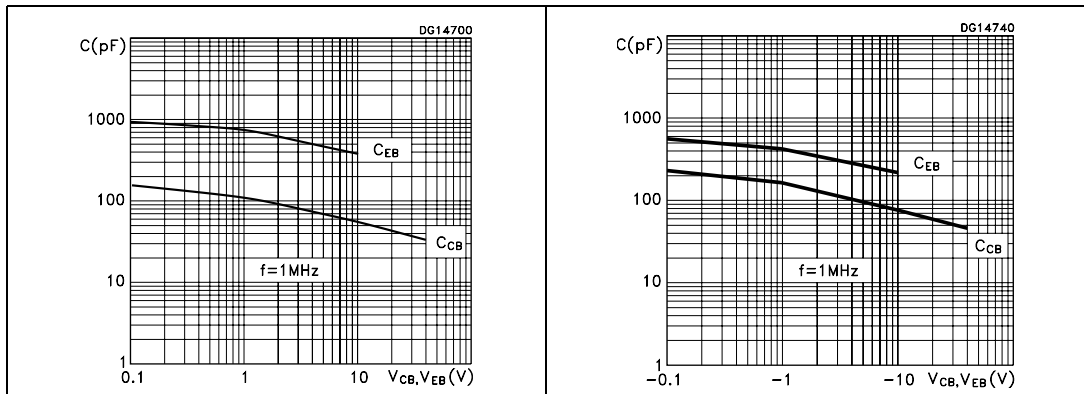 DG14700
C(pF)
1000
C_EB
100
C_CB
f=1MHz
10
1
0.1 1 10 V_CB,V_EB(V)
DG14740
C(pF)
1000
C_EB
100
C_CB
f=1MHz
10
1
-0.1 -1 -10 V_CB,V_EB(V)